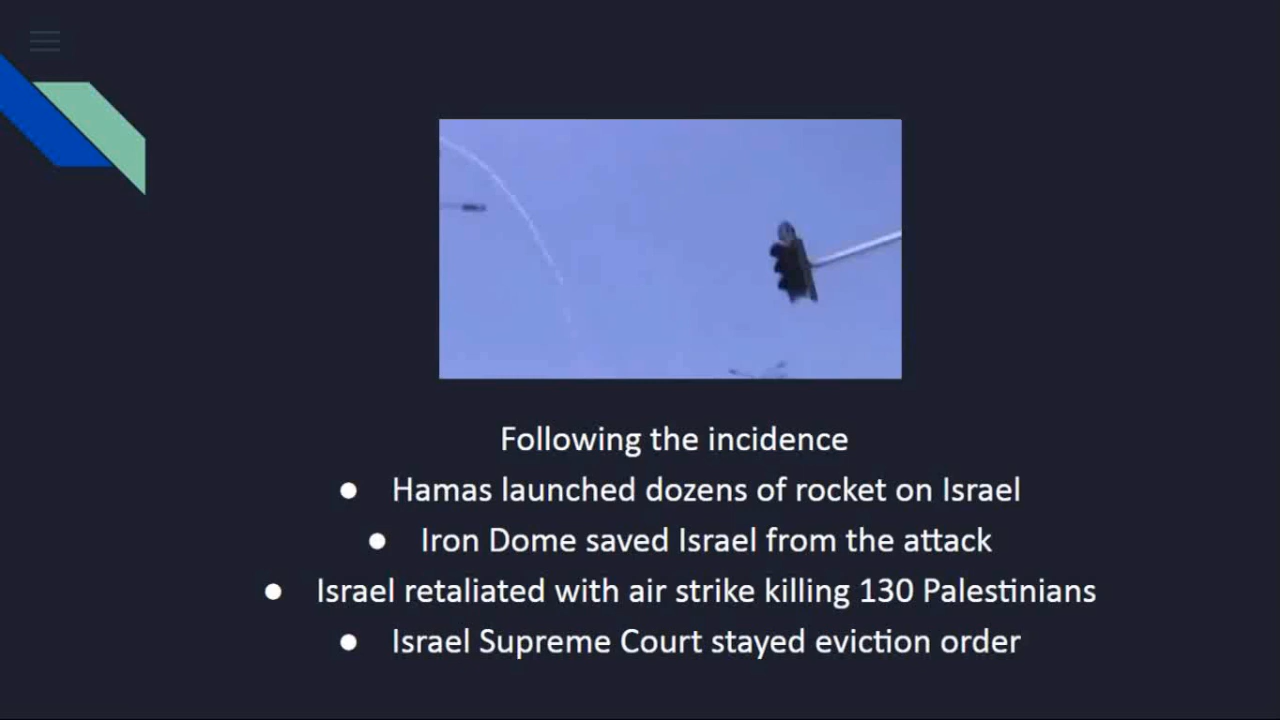 Following the incidence
● Hamas launched dozens of rocket on Israel
● Iron Dome saved Israel from the attack
● Israel retaliated with air strike killing 130 Palestinians
● Israel Supreme Court stayed eviction order